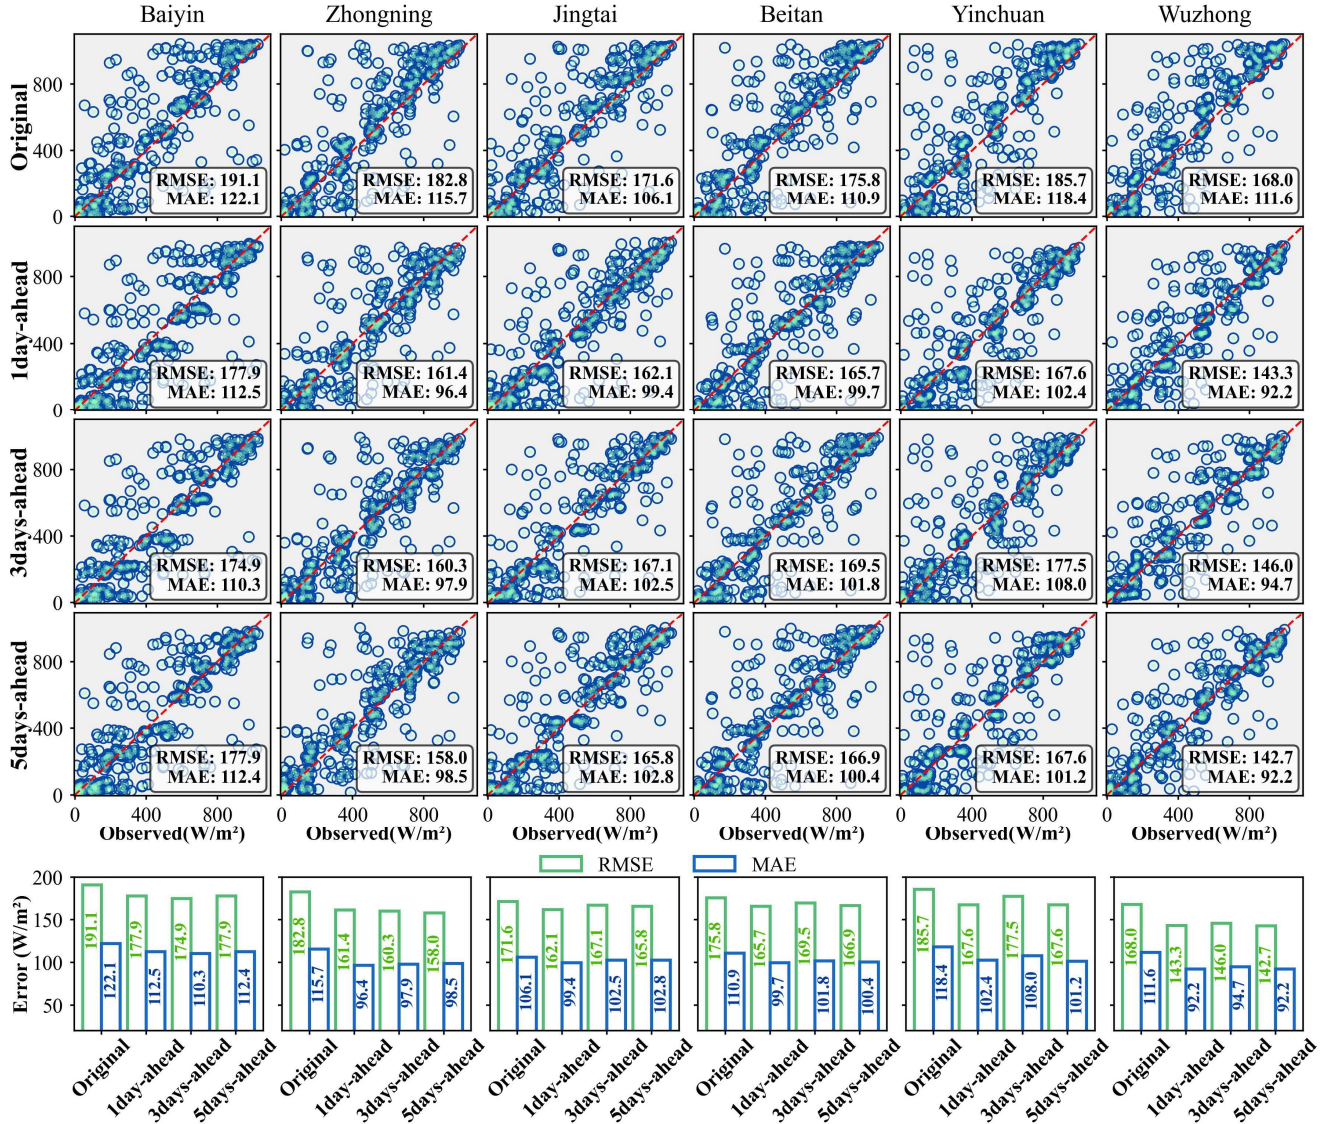 Baiyin Zhongning Jingtai Beitan Yinchuan Wuzhong
Original
800
400
0
RMSE: 191.1
MAE: 122.1
RMSE: 182.8
MAE: 115.7
RMSE: 171.6
MAE: 106.1
RMSE: 175.8
MAE: 110.9
RMSE: 185.7
MAE: 118.4
RMSE: 168.0
MAE: 111.6
1day-ahead
800
400
0
RMSE: 177.9
MAE: 112.5
RMSE: 161.4
MAE: 96.4
RMSE: 162.1
MAE: 99.4
RMSE: 165.7
MAE: 99.7
RMSE: 167.6
MAE: 102.4
RMSE: 143.3
MAE: 92.2
3days-ahead
800
400
0
RMSE: 174.9
MAE: 110.3
RMSE: 160.3
MAE: 97.9
RMSE: 167.1
MAE: 102.5
RMSE: 169.5
MAE: 101.8
RMSE: 177.5
MAE: 108.0
RMSE: 146.0
MAE: 94.7
5days-ahead
800
400
0
RMSE: 177.9
MAE: 112.4
RMSE: 158.0
MAE: 98.5
RMSE: 165.8
MAE: 102.8
RMSE: 166.9
MAE: 100.4
RMSE: 167.6
MAE: 101.2
RMSE: 142.7
MAE: 92.2
0 400 800 0 400 800 0 400 800 0 400 800 0 400 800 0 400 800
Observed(W/m²) Observed(W/m²) Observed(W/m²) Observed(W/m²) Observed(W/m²) Observed(W/m²)
RMSE MAE
Error (W/m²)
200
150
100
50
191.1 122.1 177.9 112.5 174.9 110.3 177.9 112.4
182.8 115.7 161.4 96.4 160.3 97.9 158.0 98.5
171.6 106.1 162.1 99.4 167.1 102.5 165.8 102.8
175.8 110.9 165.7 99.7 169.5 101.8 166.9 100.4
185.7 118.4 167.6 102.4 177.5 108.0 167.6 101.2
168.0 111.6 143.3 92.2 146.0 94.7 142.7 92.2
Original 1day-ahead 3days-ahead 5days-ahead
Original 1day-ahead 3days-ahead 5days-ahead
Original 1day-ahead 3days-ahead 5days-ahead
Original 1day-ahead 3days-ahead 5days-ahead
Original 1day-ahead 3days-ahead 5days-ahead
Original 1day-ahead 3days-ahead 5days-ahead